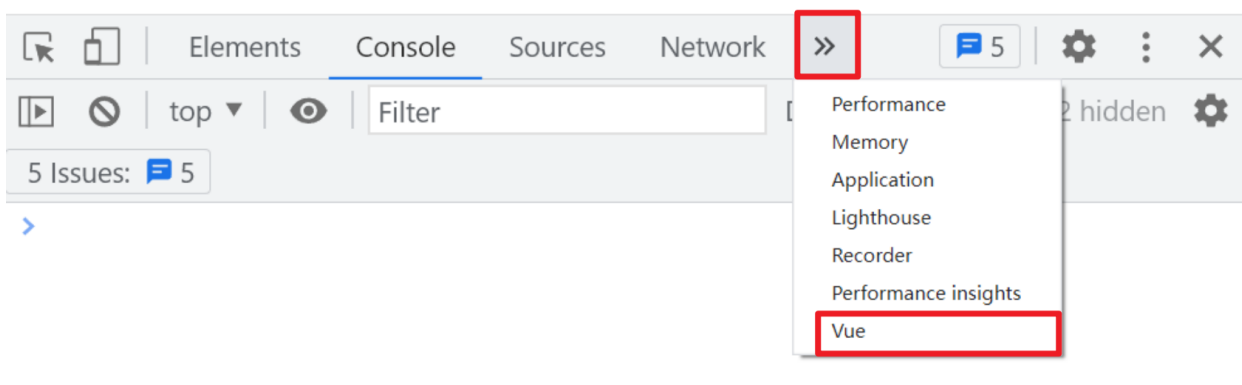 Elements Console Sources Network » 5
top ▼ Filter 2 hidden
5 Issues: 5
Performance
Memory
Application
Lighthouse
Recorder
Performance insights
Vue